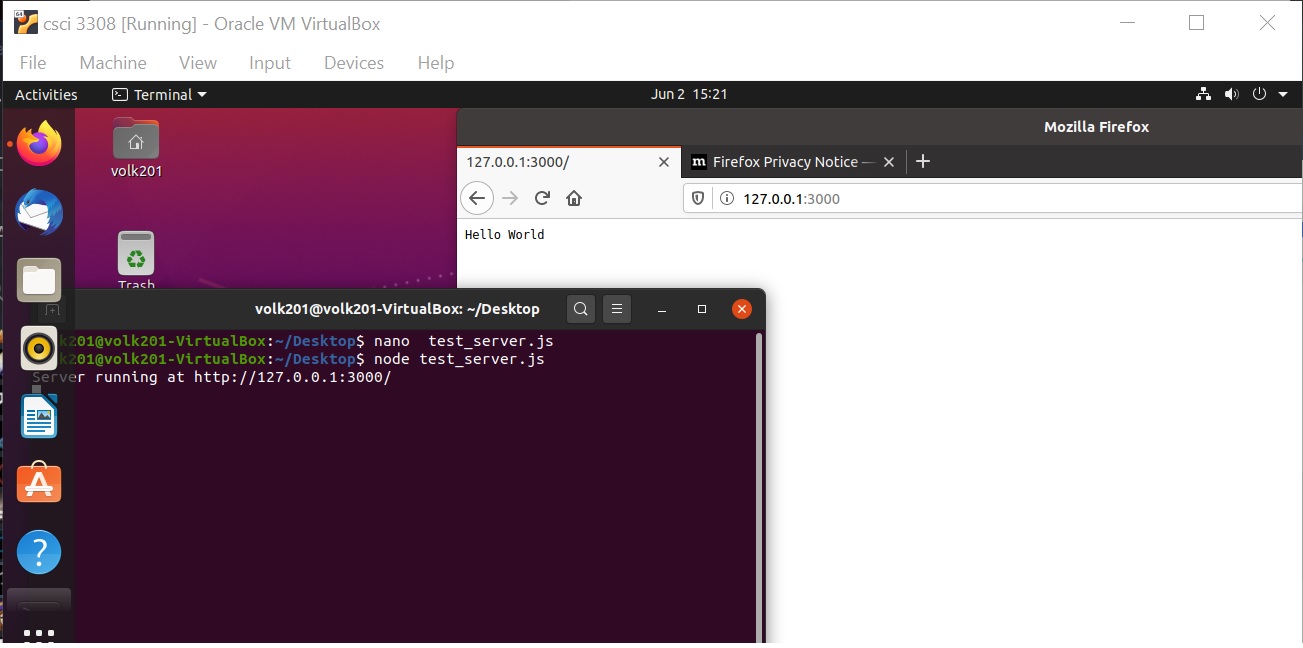 csci 3308 [Running] - Oracle VM VirtualBox
File Machine View Input Devices Help
Activities Terminal Jun 2 15:21
Mozilla Firefox
127.0.0.1:3000/ Firefox Privacy Notice —
127.0.0.1:3000
Hello World
volk201
Trash
volk201@volk201-VirtualBox: ~/Desktop
k201@volk201-VirtualBox:~/Desktop$ nano  test_server.js
k201@volk201-VirtualBox:~/Desktop$ node test_server.js
Server running at http://127.0.0.1:3000/